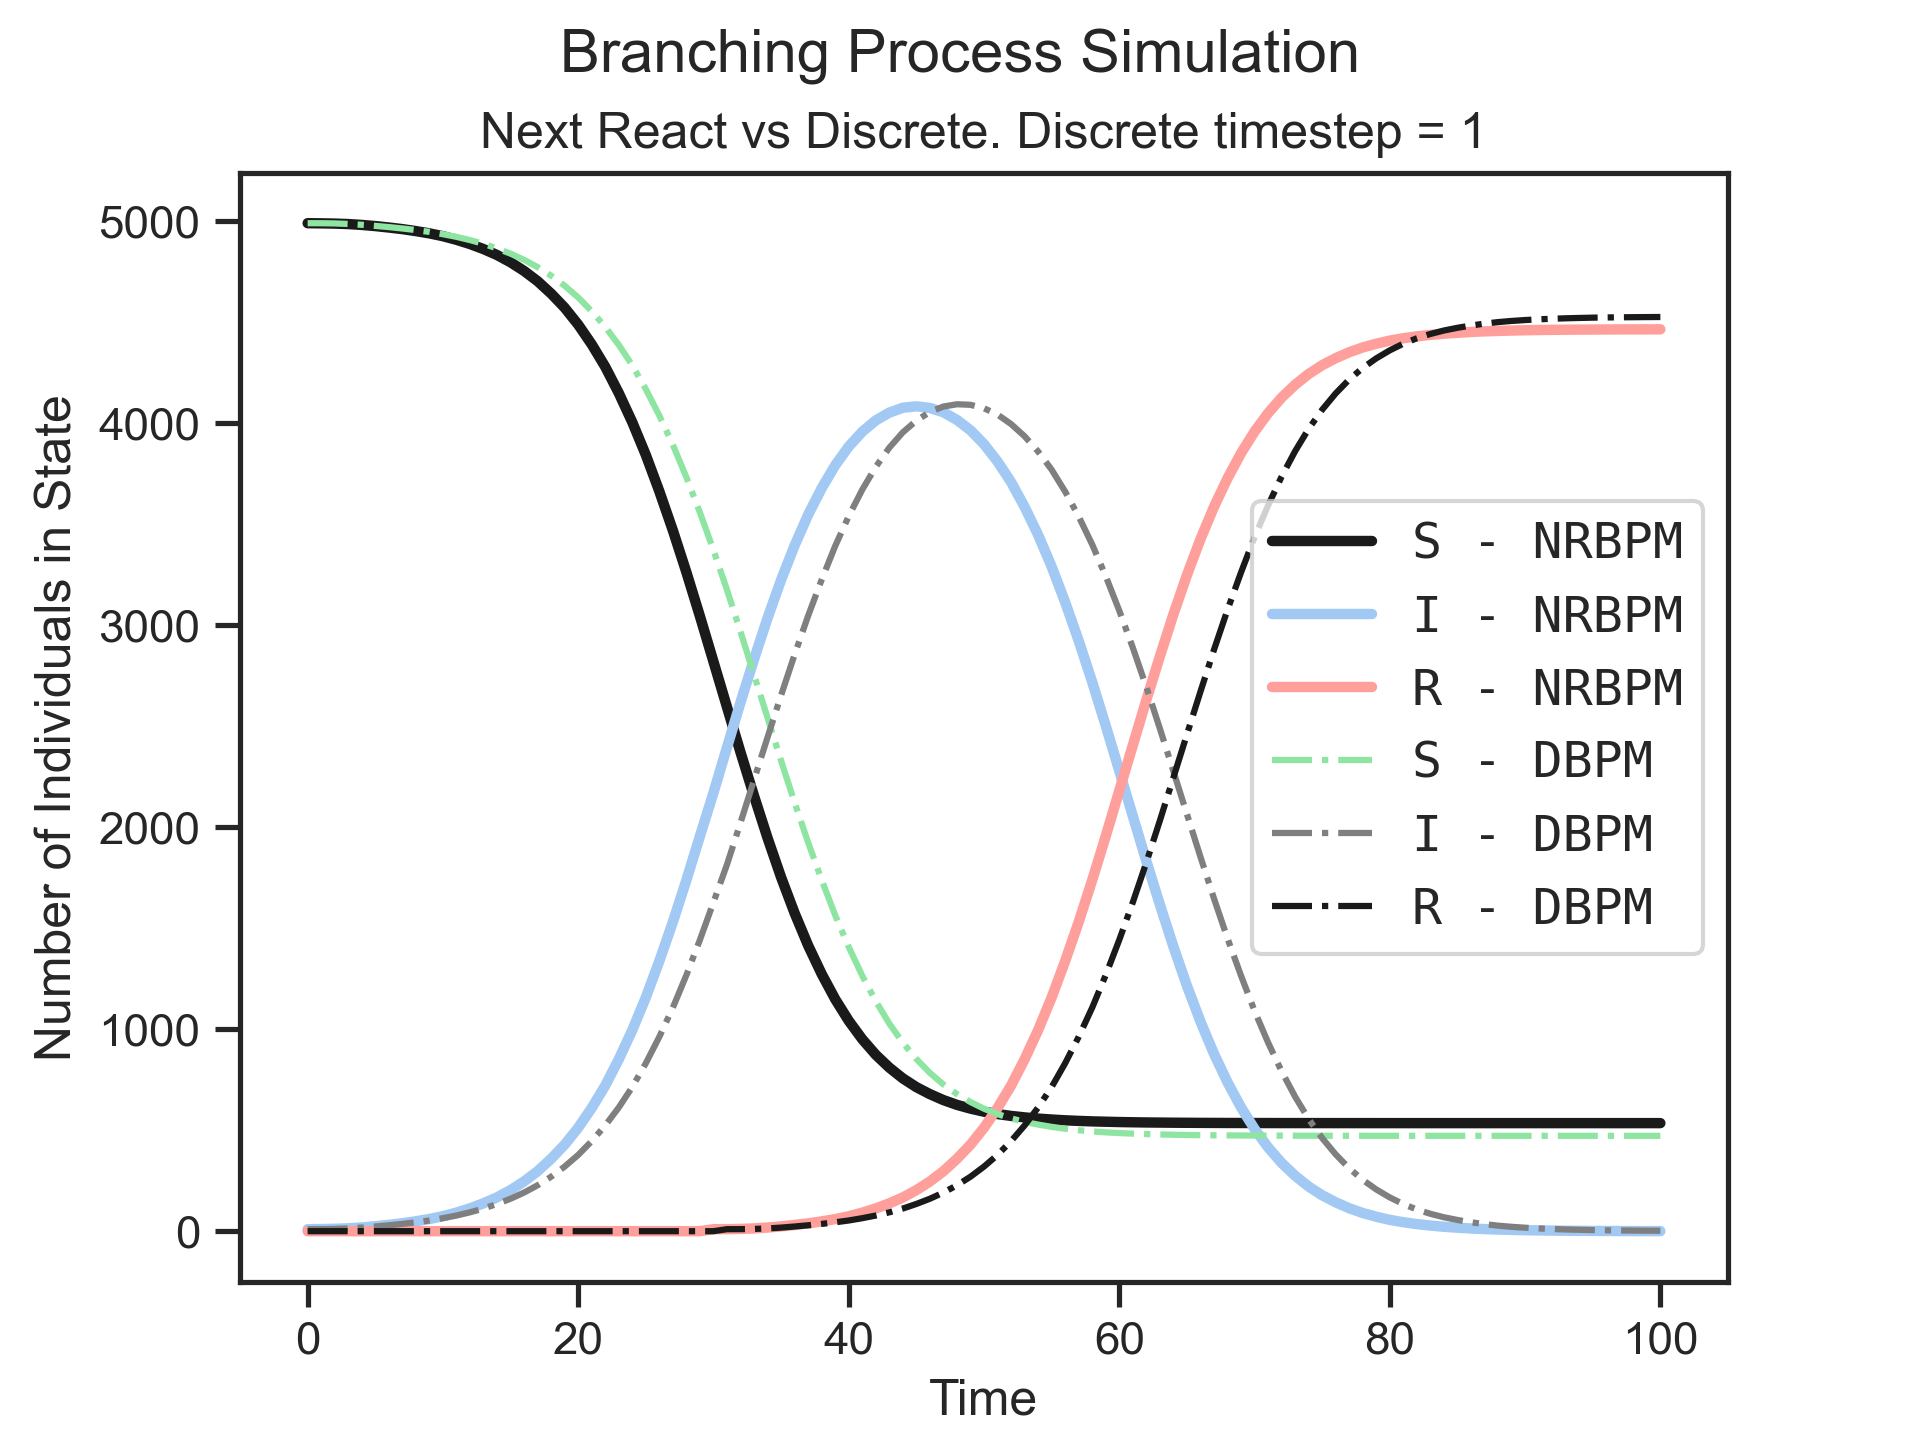 Branching Process Simulation
Next React vs Discrete. Discrete timestep = 1
Number of Individuals in State
5000
4000
3000
2000
1000
0
S - NRBPM
I - NRBPM
R - NRBPM
S - DBPM
I - DBPM
R - DBPM
0 20 40 60 80 100
Time